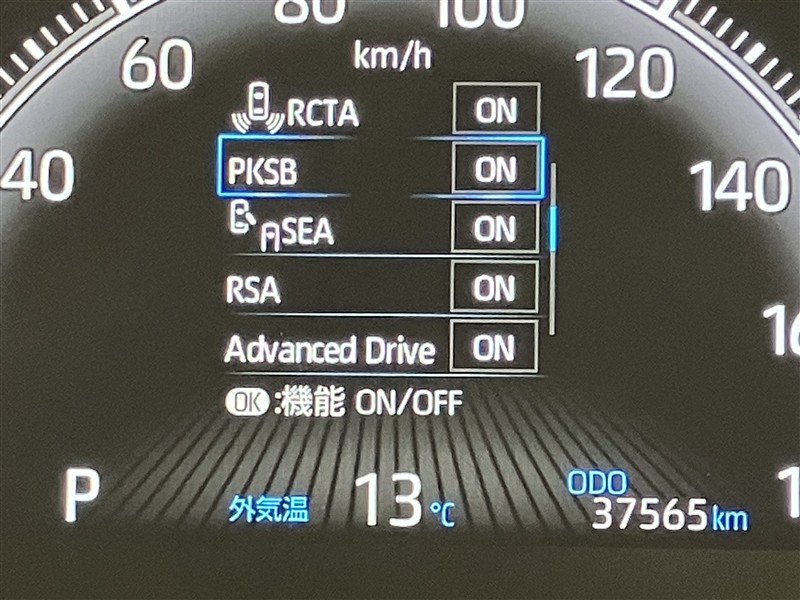 80 100
60 km/h 120
RCTA ON
40 PKSB ON 140
SEA ON
RSA ON
Advanced Drive ON
OK:機能 ON/OFF
P 外気温 13℃ ODO 37565km